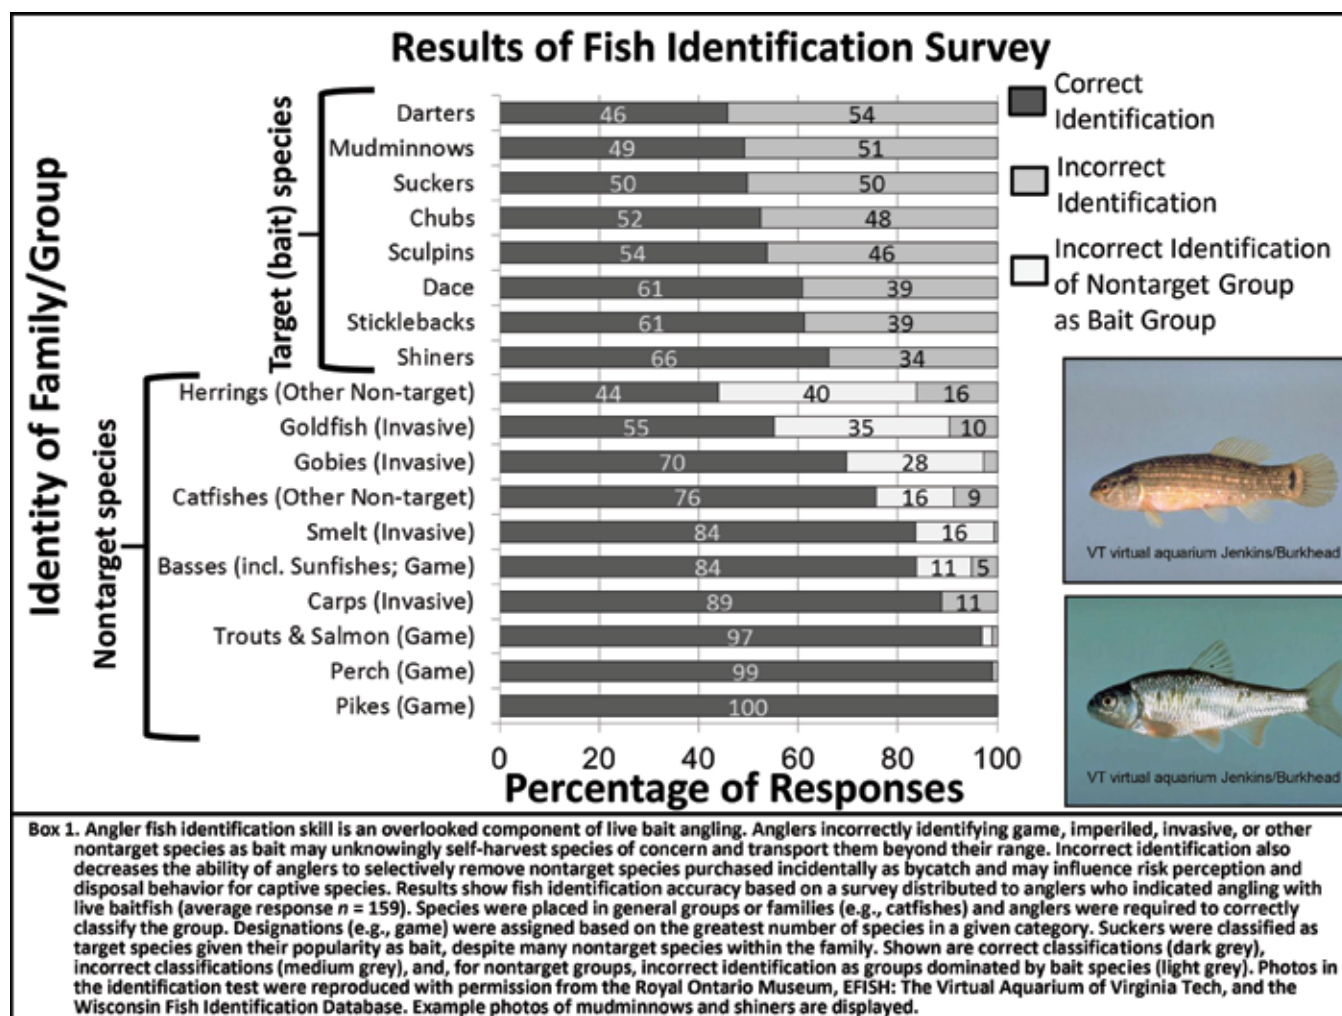 Results of Fish Identification Survey
Identity of Family/Group
Target (bait) species
Nontarget species
Darters 46 54
Mudminnows 49 51
Suckers 50 50
Chubs 52 48
Sculpins 54 46
Dace 61 39
Sticklebacks 61 39
Shiners 66 34
Herrings (Other Non-target) 44 40 16
Goldfish (Invasive) 55 35 10
Gobies (Invasive) 70 28
Catfishes (Other Non-target) 76 16 9
Smelt (Invasive) 84 16
Basses (incl. Sunfishes; Game) 84 11 5
Carps (Invasive) 89 11
Trouts & Salmon (Game) 97
Perch (Game) 99
Pikes (Game) 100
0 20 40 60 80 100
Percentage of Responses
Correct
Identification
Incorrect
Identification
Incorrect Identification
of Nontarget Group
as Bait Group
VT virtual aquarium Jenkins/Burkhead
VT virtual aquarium Jenkins/Burkhead
Box 1. Angler fish identification skill is an overlooked component of live bait angling. Anglers incorrectly identifying game, imperiled, invasive, or other
nontarget species as bait may unknowingly self-harvest species of concern and transport them beyond their range. Incorrect identification also
decreases the ability of anglers to selectively remove nontarget species purchased incidentally as bycatch and may influence risk perception and
disposal behavior for captive species. Results show fish identification accuracy based on a survey distributed to anglers who indicated angling with
live baitfish (average response n = 159). Species were placed in general groups or families (e.g., catfishes) and anglers were required to correctly
classify the group. Designations (e.g., game) were assigned based on the greatest number of species in a given category. Suckers were classified as
target species given their popularity as bait, despite many nontarget species within the family. Shown are correct classifications (dark grey),
incorrect classifications (medium grey), and, for nontarget groups, incorrect identification as groups dominated by bait species (light grey). Photos in
the identification test were reproduced with permission from the Royal Ontario Museum, EFISH: The Virtual Aquarium of Virginia Tech, and the
Wisconsin Fish Identification Database. Example photos of mudminnows and shiners are displayed.